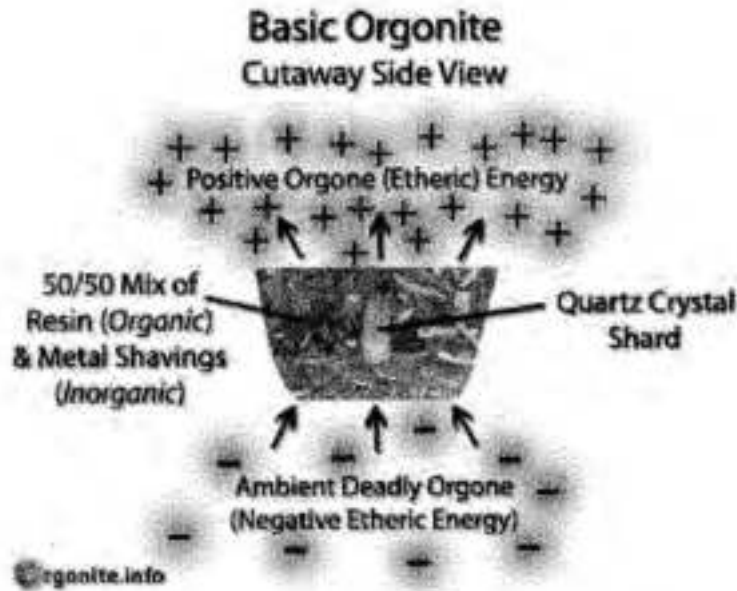 Basic Orgonite
Cutaway Side View
Positive Orgone (Etheric) Energy
50/50 Mix of
Resin (Organic)
& Metal Shavings
(Inorganic)
Quartz Crystal
Shard
Ambient Deadly Orgone
(Negative Etheric Energy)
Orgonite.info